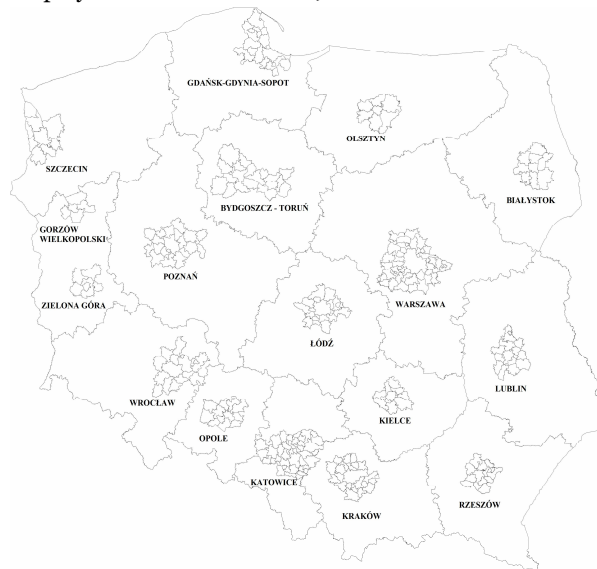 GDAŃSK-GDYNIA-SOPOT
OLSZTYN
SZCZECIN
BYDGOSZCZ - TORUŃ
BIAŁYSTOK
GORZÓW
WIELKOPOLSKI
POZNAŃ
ZIELONA GÓRA
WARSZAWA
ŁÓDŹ
LUBLIN
WROCŁAW
KIELCE
OPOLE
KATOWICE
RZESZÓW
KRAKÓW